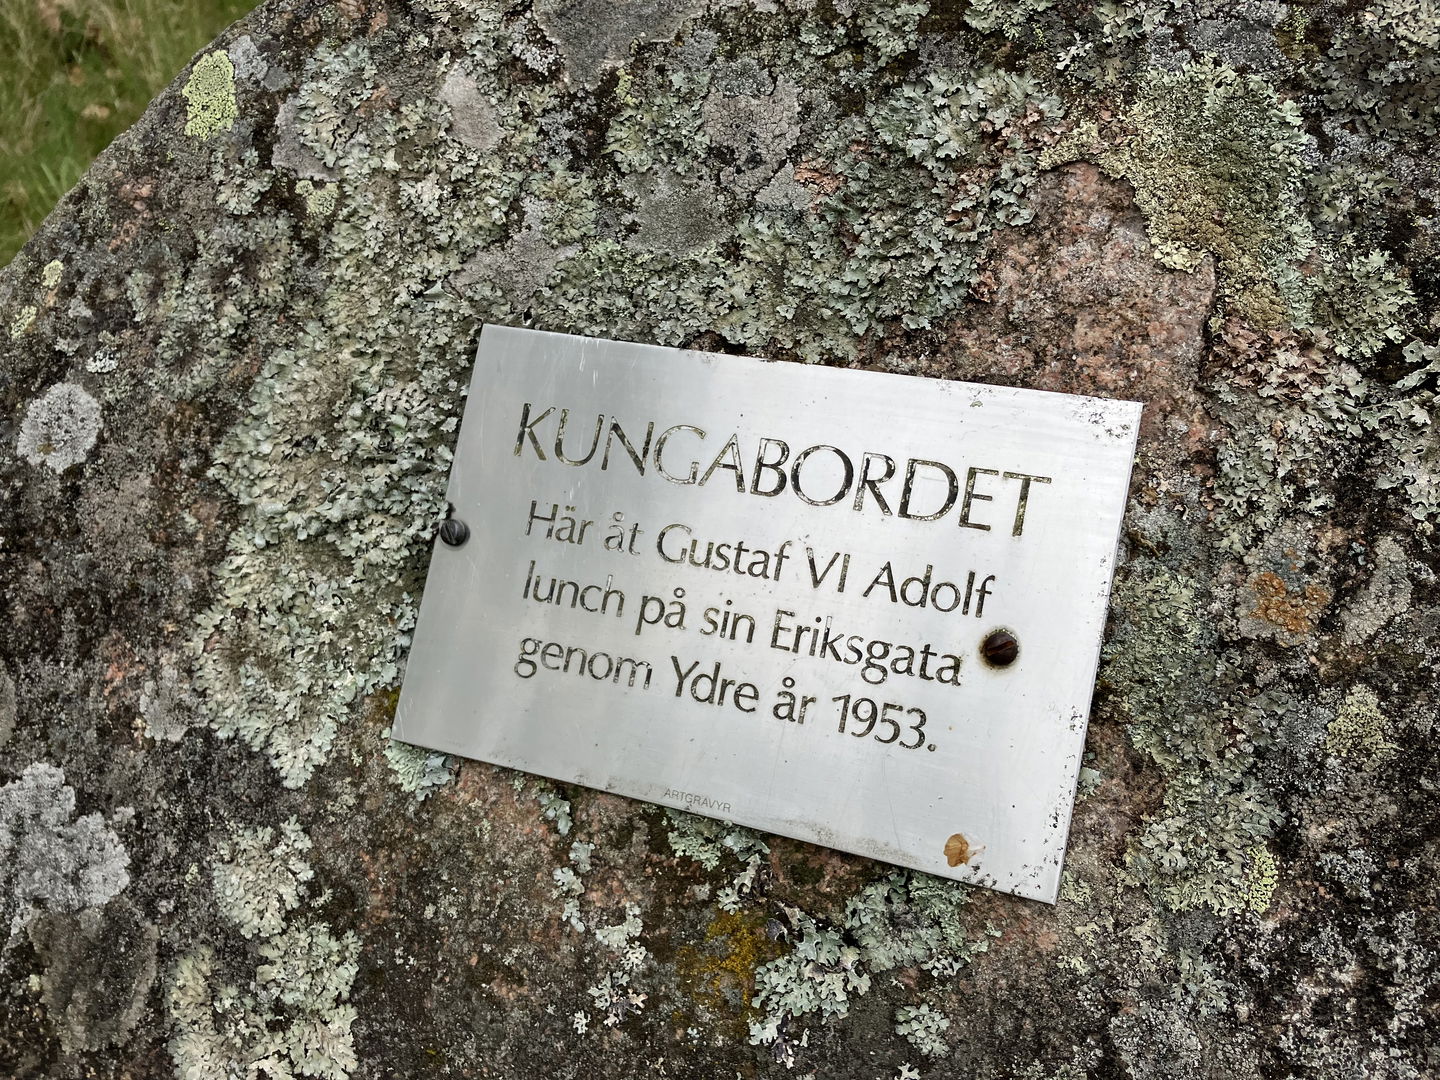 KUNGABORDET
Här åt Gustaf VI Adolf
lunch på sin Eriksgata
genom Ydre år 1953.
ARTGRAVYR